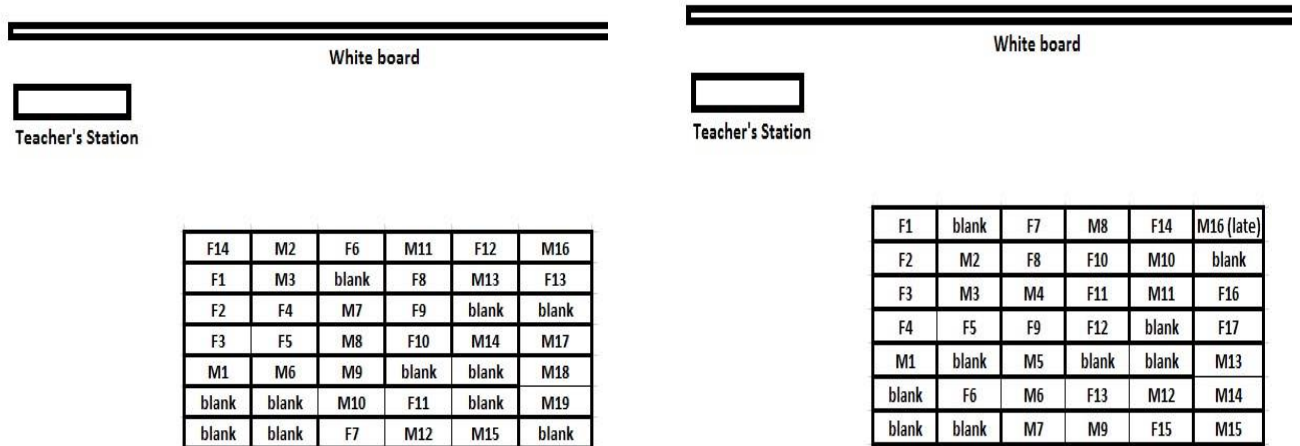 White board
Teacher's Station
F14 M2 F6 M11 F12 M16
F1 M3 blank F8 M13 F13
F2 F4 M7 F9 blank blank
F3 F5 M8 F10 M14 M17
M1 M6 M9 blank blank M18
blank blank M10 F11 blank M19
blank blank F7 M12 M15 blank
White board
Teacher's Station
F1 blank F7 M8 F14 M16 (late)
F2 M2 F8 F10 M10 blank
F3 M3 M4 F11 M11 F16
F4 F5 F9 F12 blank F17
M1 blank M5 blank blank M13
blank F6 M6 F13 M12 M14
blank blank M7 M9 F15 M15